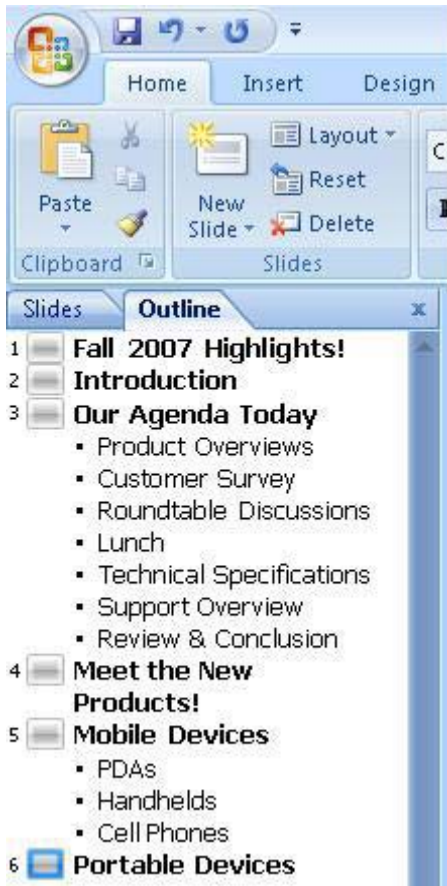 Home Insert Design
Paste
New Slide
Layout
Reset
Delete
Clipboard Slides
Slides Outline x
1 Fall 2007 Highlights!
2 Introduction
3 Our Agenda Today
▪ Product Overviews
▪ Customer Survey
▪ Roundtable Discussions
▪ Lunch
▪ Technical Specifications
▪ Support Overview
▪ Review & Conclusion
4 Meet the New
Products!
5 Mobile Devices
▪ PDAs
▪ Handhelds
▪ Cell Phones
6 Portable Devices